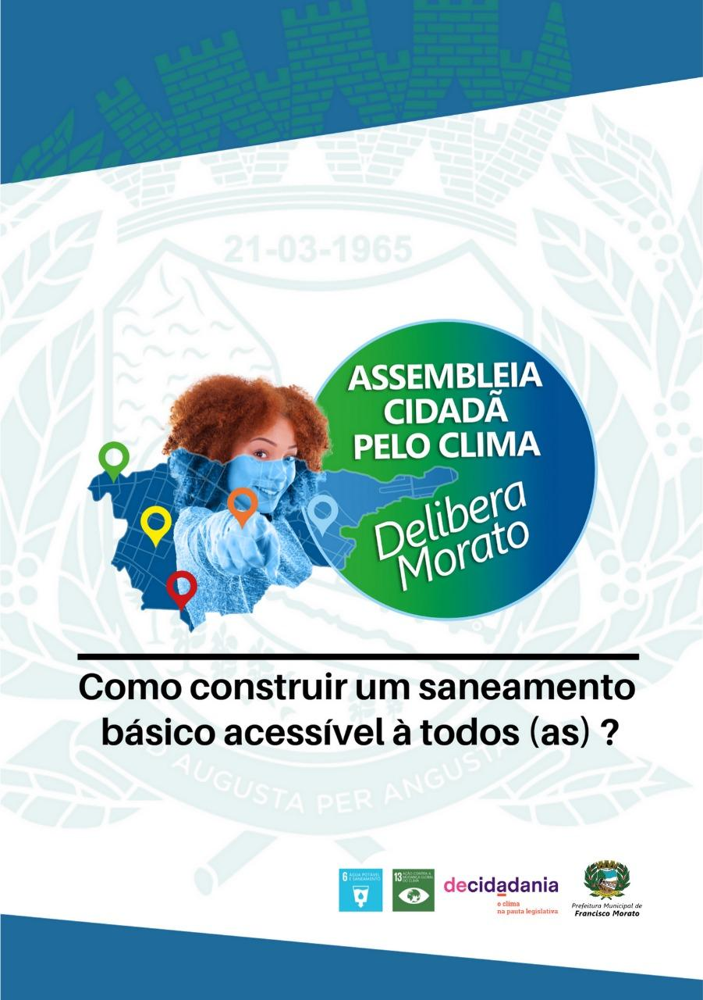 21-03-1965
ASSEMBLEIA
CIDADÃ
PELO CLIMA
Delibera
Morato
Como construir um saneamento
básico acessível à todos (as) ?
AUGUSTA PER ANGUSTA
6 ÁGUA POTÁVEL
E SANEAMENTO
13 AÇÃO CONTRA A
MUDANÇA GLOBAL
DO CLIMA
decidadania
o clima
na pauta legislativa
Prefeitura Municipal de
Francisco Morato